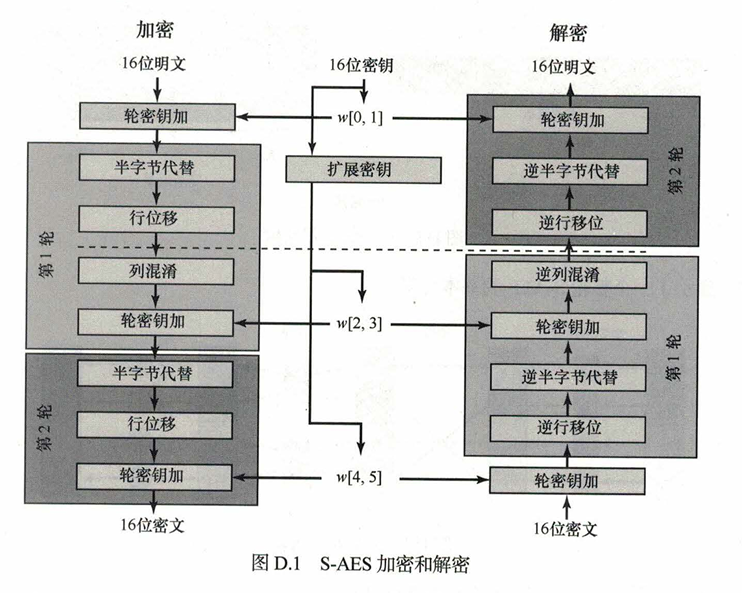 加密
16位明文
轮密钥加
第1轮
半字节代替
行位移
列混淆
轮密钥加
第2轮
半字节代替
行位移
轮密钥加
16位密文
16位密钥
w[0, 1]
扩展密钥
w[2, 3]
w[4, 5]
解密
16位明文
轮密钥加
逆半字节代替
逆行移位
第2轮
逆列混淆
轮密钥加
逆半字节代替
逆行移位
第1轮
轮密钥加
16位密文
图 D.1 S-AES 加密和解密